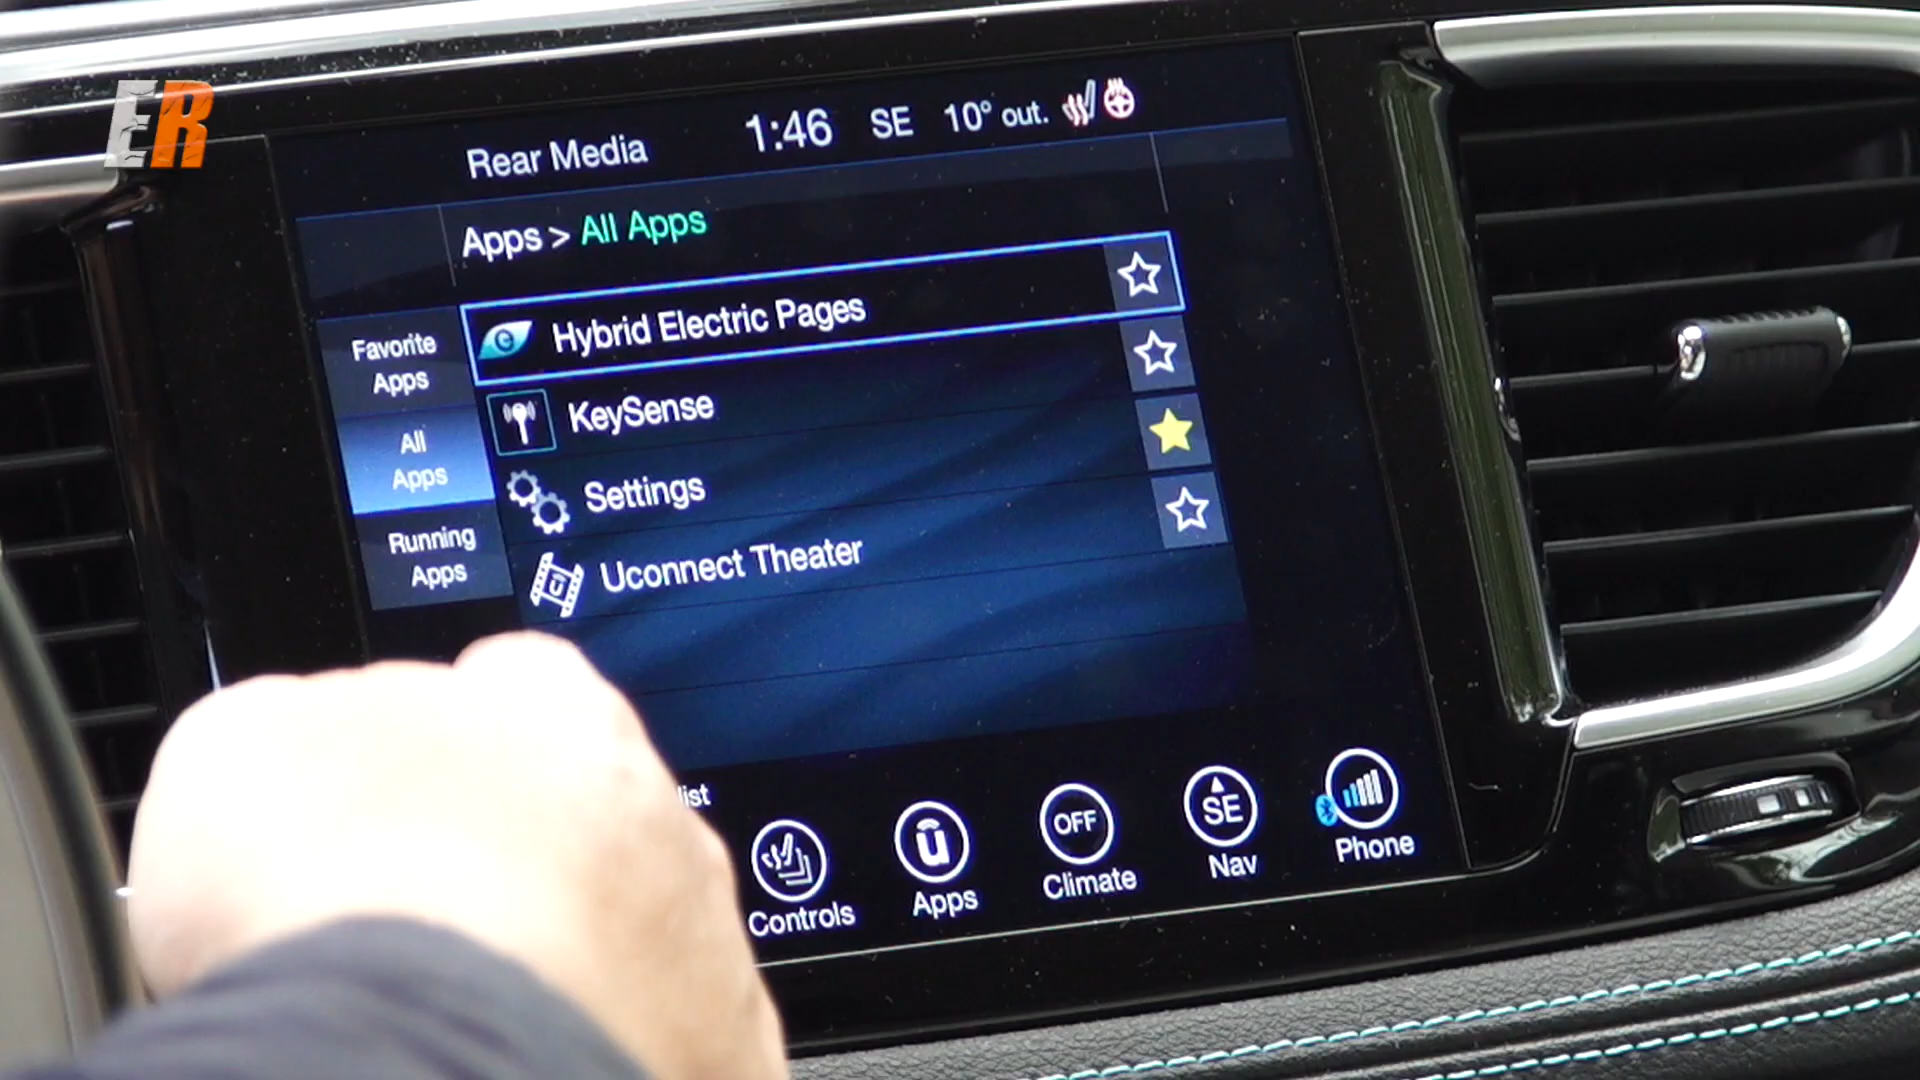 ER
Rear Media 1:46 SE 10° out.
Apps > All Apps
Favorite
Apps
All
Apps
Running
Apps
Hybrid Electric Pages
KeySense
Settings
Uconnect Theater
Controls
u
Apps
OFF
Climate
SE
Nav
Phone